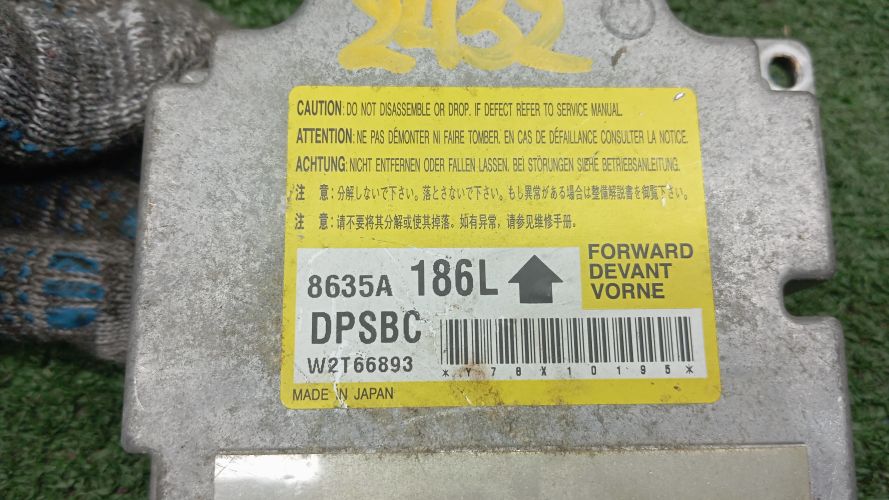 2452
CAUTION: DO NOT DISASSEMBLE OR DROP. IF DEFECT REFER TO SERVICE MANUAL.
ATTENTION: NE PAS DÉMONTER NI FAIRE TOMBER. EN CAS DE DÉFAILLANCE CONSULTER LA NOTICE.
ACHTUNG: NICHT ENTFERNEN ODER FALLEN LASSEN. BEI STÖRUNGEN SIEHE BETRIEBSANLEITUNG.
注 意:分解しないで下さい。落とさないで下さい。もし異常がある場合は整備解説書を御覧下さい。
注 意:请不要将其分解或使其掉落。如有异常,请参见维修手册。
8635A 186L
FORWARD
DEVANT
VORNE
DPSBC
W2T66893
*Y78X10195*
MADE IN JAPAN